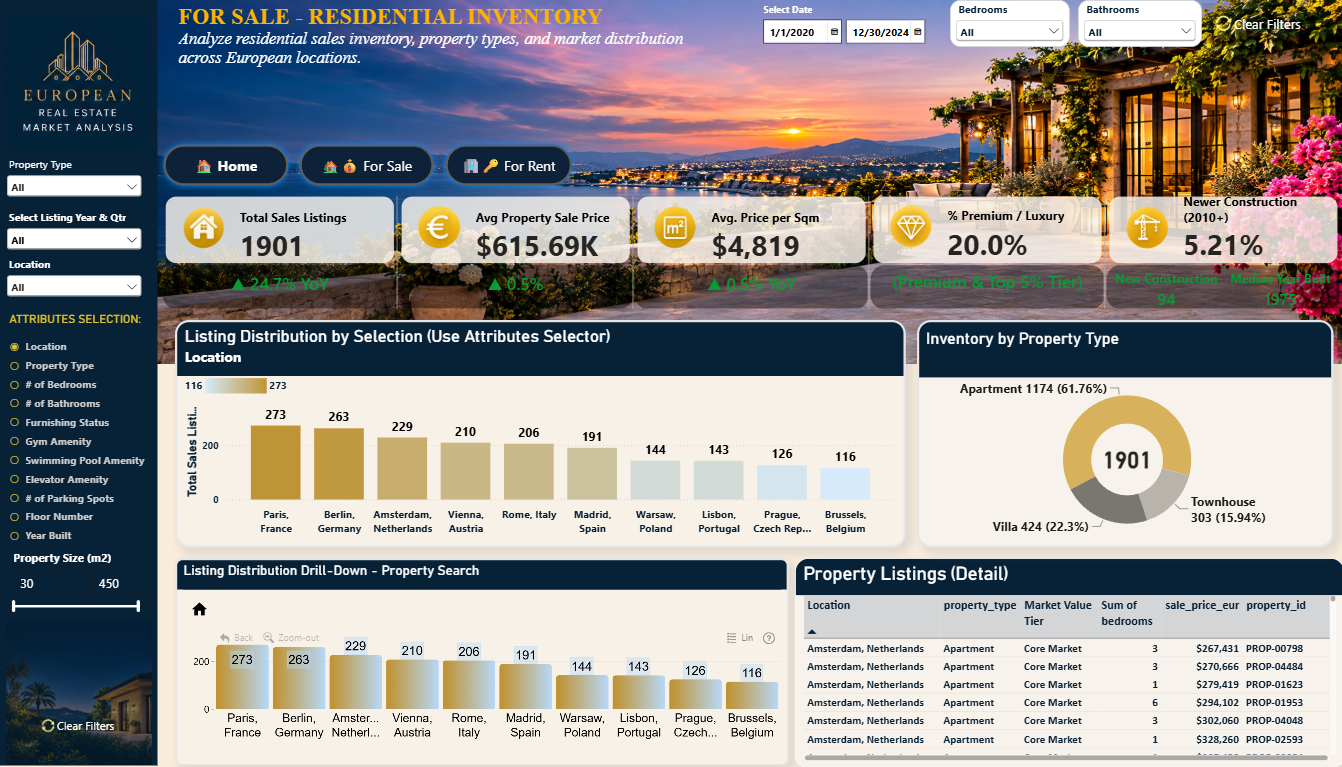 FOR SALE - RESIDENTIAL INVENTORY
Analyze residential sales inventory, property types, and market distribution
across European locations.
Select Date
1/1/2020
12/30/2024
Bedrooms
All
Bathrooms
All
Clear Filters
EUROPEAN
REAL ESTATE
MARKET ANALYSIS
Property Type
All
Select Listing Year & Qtr
All
Location
All
ATTRIBUTES SELECTION:
Location
Property Type
# of Bedrooms
# of Bathrooms
Furnishing Status
Gym Amenity
Swimming Pool Amenity
Elevator Amenity
# of Parking Spots
Floor Number
Year Built
Property Size (m2)
30 450
Clear Filters
Home
For Sale
For Rent
Total Sales Listings
1901
▲ 24.7% YoY
Avg Property Sale Price
$615.69K
▲ 0.5%
Avg. Price per Sqm
m²
$4,819
▲ 0.5% YoY
% Premium / Luxury
20.0%
(Premium & Top 5% Tier)
Newer Construction
(2010+)
5.21%
New Construction Median Year Built
94 1975
Listing Distribution by Selection (Use Attributes Selector)
Location
116 273
Total Sales Listi...
200
0
273 263 229 210 206 191 144 143 126 116
Paris, Berlin, Amsterdam, Vienna, Rome, Italy Madrid, Warsaw, Lisbon, Prague, Brussels,
France Germany Netherlands Austria Spain Poland Portugal Czech Rep... Belgium
Inventory by Property Type
Apartment 1174 (61.76%)
1901
Townhouse
303 (15.94%)
Villa 424 (22.3%)
Listing Distribution Drill-Down - Property Search
Back Zoom-out Lin ?
200
0
273 263 229 210 206 191 144 143 126 116
Paris, Berlin, Amster... Vienna, Rome, Madrid, Warsaw, Lisbon, Prague, Brussels,
France Germany Netherl... Austria Italy Spain Poland Portugal Czech... Belgium
Property Listings (Detail)
Location property_type Market Value Sum of sale_price_eur property_id
Tier bedrooms
Amsterdam, Netherlands Apartment Core Market 3 $267,431 PROP-00798
Amsterdam, Netherlands Apartment Core Market 3 $270,666 PROP-04484
Amsterdam, Netherlands Apartment Core Market 1 $279,419 PROP-01623
Amsterdam, Netherlands Apartment Core Market 6 $294,102 PROP-01953
Amsterdam, Netherlands Apartment Core Market 3 $302,060 PROP-04048
Amsterdam, Netherlands Apartment Core Market 1 $328,260 PROP-02593